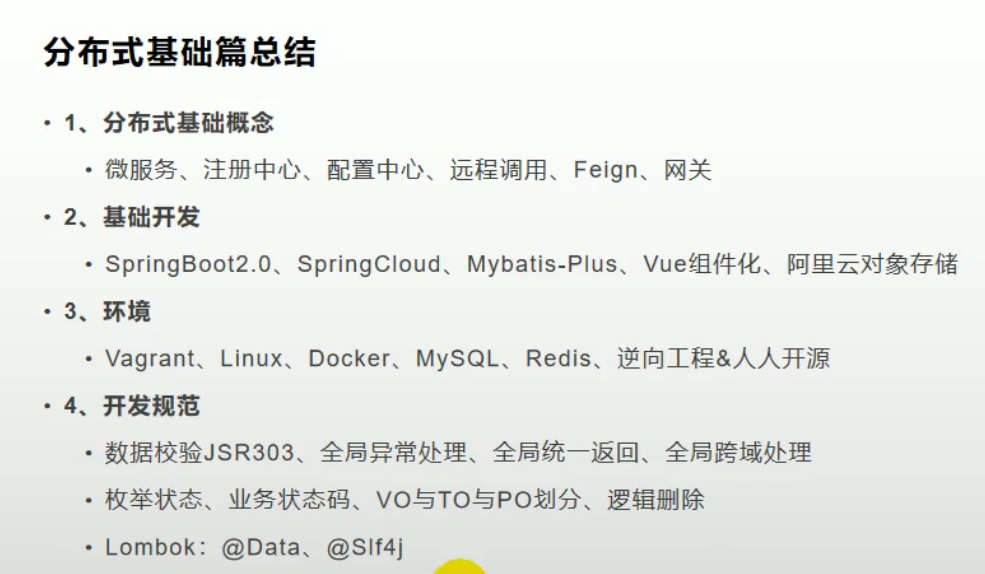 分布式基础篇总结
• 1、分布式基础概念
• 微服务、注册中心、配置中心、远程调用、Feign、网关
• 2、基础开发
• SpringBoot2.0、SpringCloud、Mybatis-Plus、Vue组件化、阿里云对象存储
• 3、环境
• Vagrant、Linux、Docker、MySQL、Redis、逆向工程&人人开源
• 4、开发规范
• 数据校验JSR303、全局异常处理、全局统一返回、全局跨域处理
• 枚举状态、业务状态码、VO与TO与PO划分、逻辑删除
• Lombok：@Data、@Slf4j